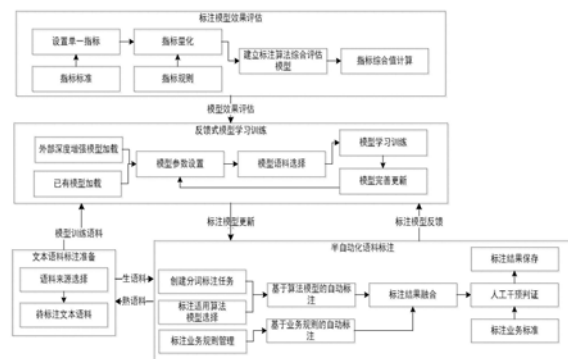 标注模型效果评估
设置单一指标
指标量化
建立标注算法综合评估
模型
指标综合值计算
指标标准
指标规则
模型效果评估
反馈式模型学习训练
外部深度增强模型加载
模型参数设置
模型语料选择
模型学习训练
已有模型加载
模型完善更新
模型训练语料
标注模型更新
标注模型反馈
文本语料标注准备
语料来源选择
待标注文本语料
生语料
熟语料
半自动化语料标注
创建分词标注任务
标注适用算法
模型选择
标注业务规则管理
基于算法模型的自动标
注
基于业务规则的自动标
注
标注结果融合
标注结果保存
人工干预判证
标注业务标准